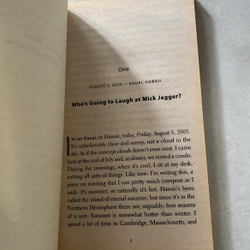 One
AUGUST 5, 2005 • KAUAI, HAWAII
Who's Going to Laugh at Mick Jagger?
I'M ON Kauai, in Hawaii, today, Friday, August 5, 2005.
It's unbelievably clear and sunny, not a cloud in the
sky. As if the concept clouds doesn't even exist. I came
here at the end of July and, as always, we rented a condo.
During the mornings, when it's cool, I sit at my desk,
writing all sorts of things. Like now: I'm writing this, a
piece on running that I can pretty much compose as I
wish. It's summer, so naturally it's hot. Hawaii's been
called the island of eternal summer, but since it's in the
Northern Hemisphere there are, arguably, four seasons
of a sort. Summer is somewhat hotter than winter. I
spend a lot of time in Cambridge, Massachusetts, and
3